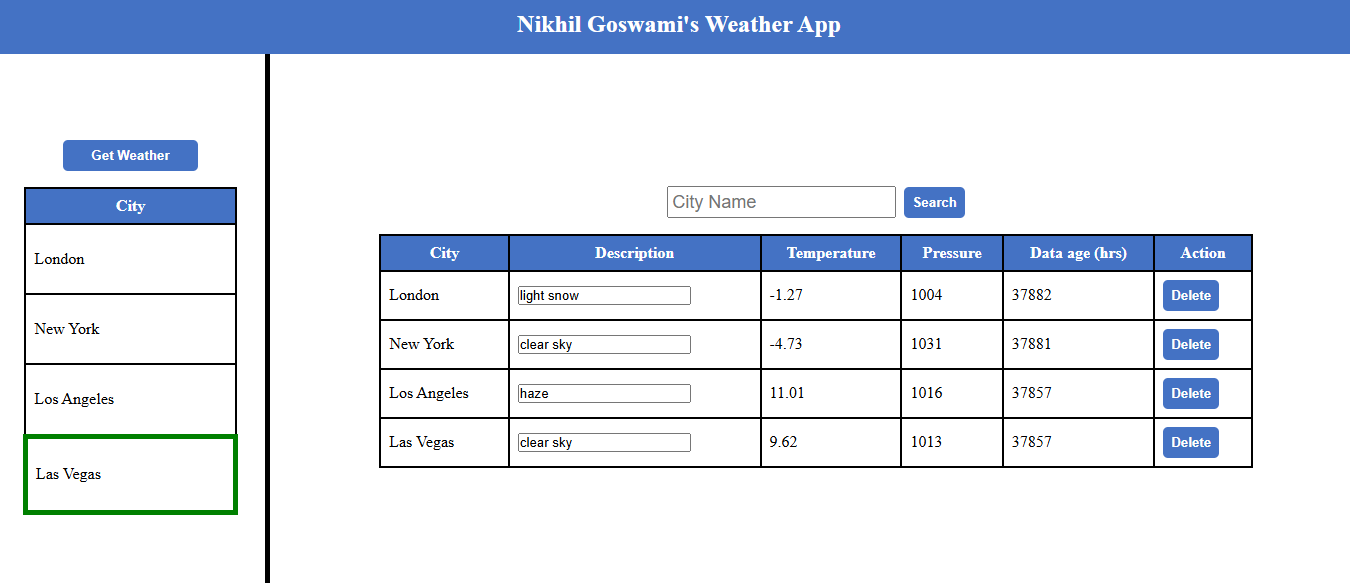 Nikhil Goswami's Weather App
Get Weather
City
London
New York
Los Angeles
Las Vegas
City Name Search
City Description Temperature Pressure Data age (hrs) Action
London light snow -1.27 1004 37882 Delete
New York clear sky -4.73 1031 37881 Delete
Los Angeles haze 11.01 1016 37857 Delete
Las Vegas clear sky 9.62 1013 37857 Delete